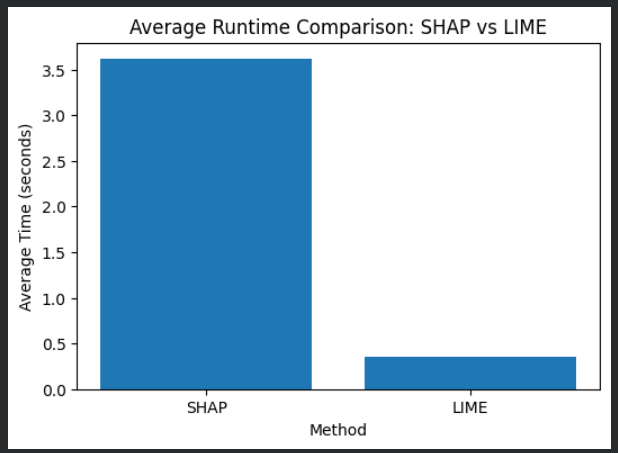 Average Runtime Comparison: SHAP vs LIME
3.5
3.0
2.5
2.0
1.5
1.0
0.5
0.0
Average Time (seconds)
SHAP
LIME
Method